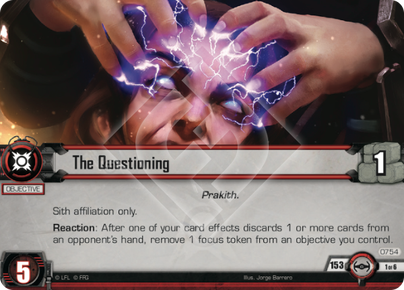 The Questioning
1
OBJECTIVE
Prakith.
Sith affiliation only.
Reaction: After one of your card effects discards 1 or more cards from
an opponent's hand, remove 1 focus token from an objective you control.
0754
153
1 of 6
5
© LFL © FFG
Illus. Jorge Barrero